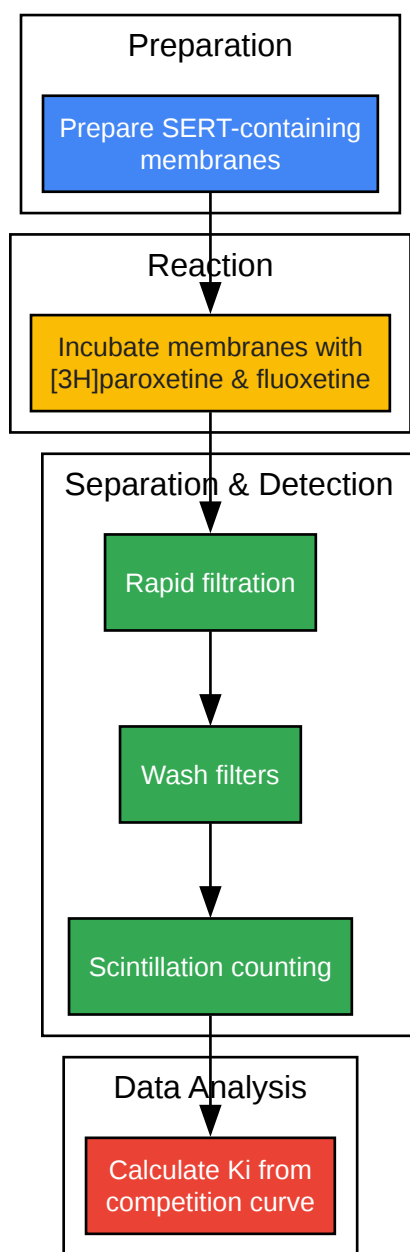 Preparation
Prepare SERT-containing
membranes
Reaction
Incubate membranes with
[3H]paroxetine & fluoxetine
Separation & Detection
Rapid filtration
Wash filters
Scintillation counting
Data Analysis
Calculate Ki from
competition curve